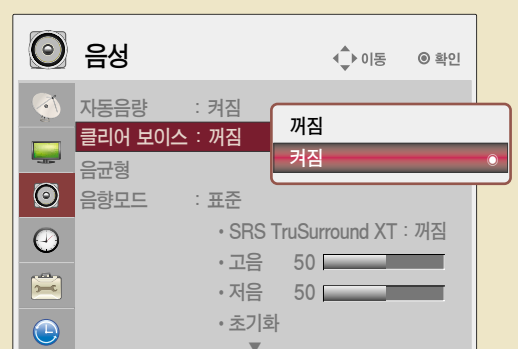 음성 이동 확인
자동음량 : 켜짐
클리어 보이스 : 꺼짐
꺼짐
켜짐
음균형
음향모드 : 표준
• SRS TruSurround XT : 꺼짐
• 고음 50
• 저음 50
• 초기화